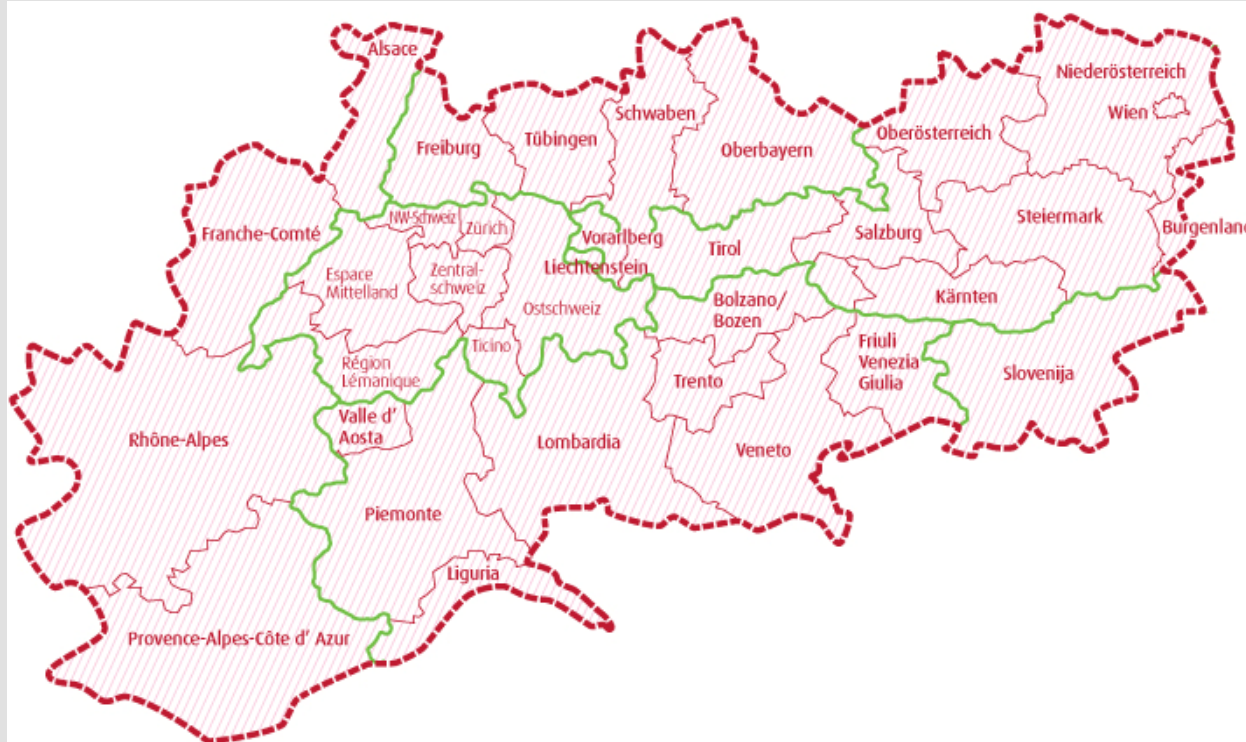 Alsace
Niederösterreich
Wien
Schwaben
Oberösterreich
Tübingen
Freiburg
Oberbayern
NW-Schweiz
Zürich
Steiermark
Burgenland
Franche-Comté
Vorarlberg
Tirol
Salzburg
Espace
Mittelland
Zentral-
schweiz
Liechtenstein
Kärnten
Ostschweiz
Bolzano/
Bozen
Ticino
Friuli
Venezia
Giulia
Région
Lémanique
Trento
Slovenija
Valle d'
Aosta
Rhône-Alpes
Lombardia
Veneto
Piemonte
Liguria
Provence-Alpes-Côte d' Azur